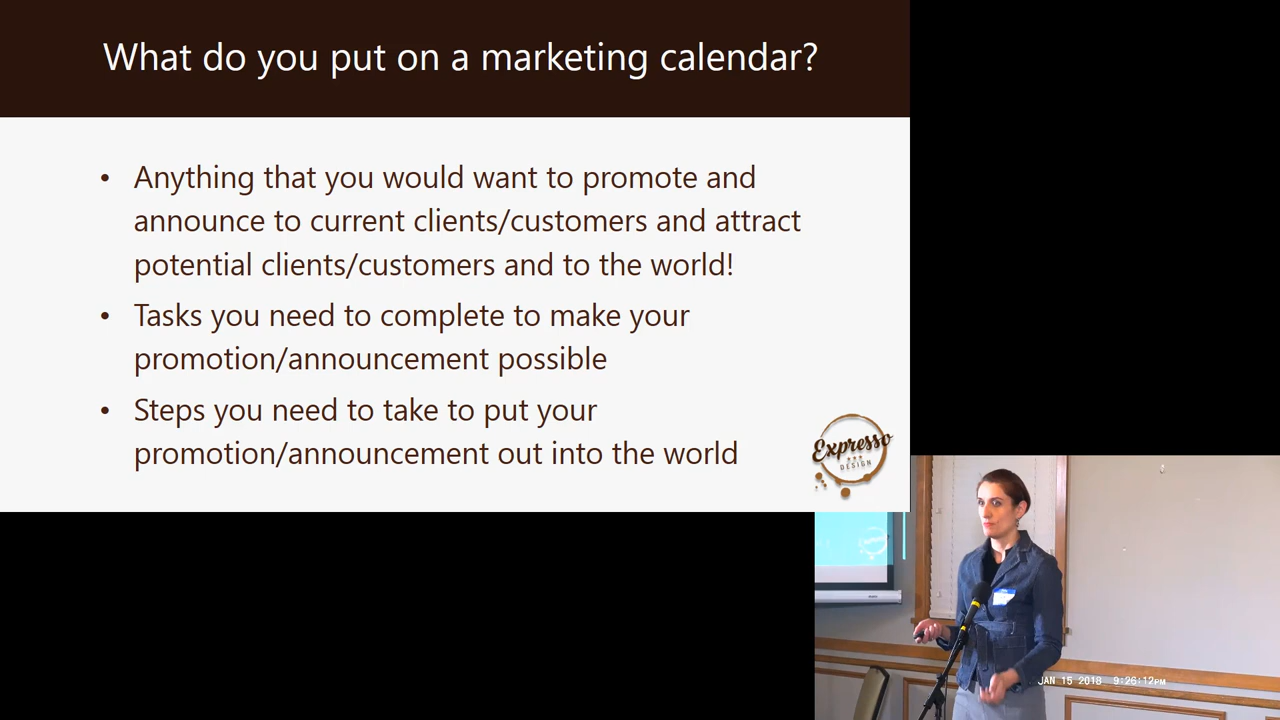 What do you put on a marketing calendar?
• Anything that you would want to promote and
announce to current clients/customers and attract
potential clients/customers and to the world!
• Tasks you need to complete to make your
promotion/announcement possible
• Steps you need to take to put your
promotion/announcement out into the world
Expresso
DESIGN
JAN 15 2018 9:26:12PM